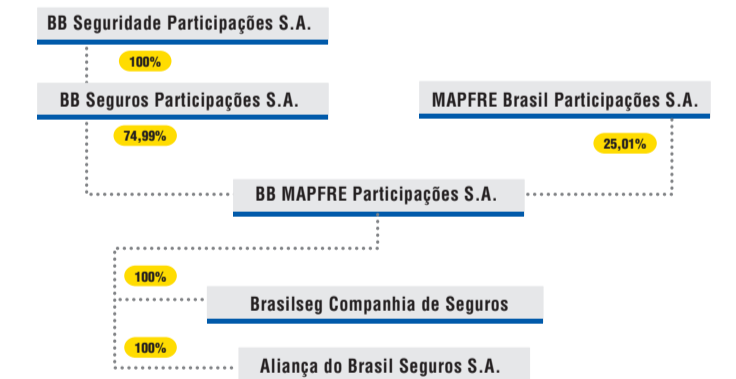 BB Seguridade Participações S.A.
100%
BB Seguros Participações S.A.
MAPFRE Brasil Participações S.A.
74,99%
25,01%
BB MAPFRE Participações S.A.
100%
Brasilseg Companhia de Seguros
100%
Aliança do Brasil Seguros S.A.